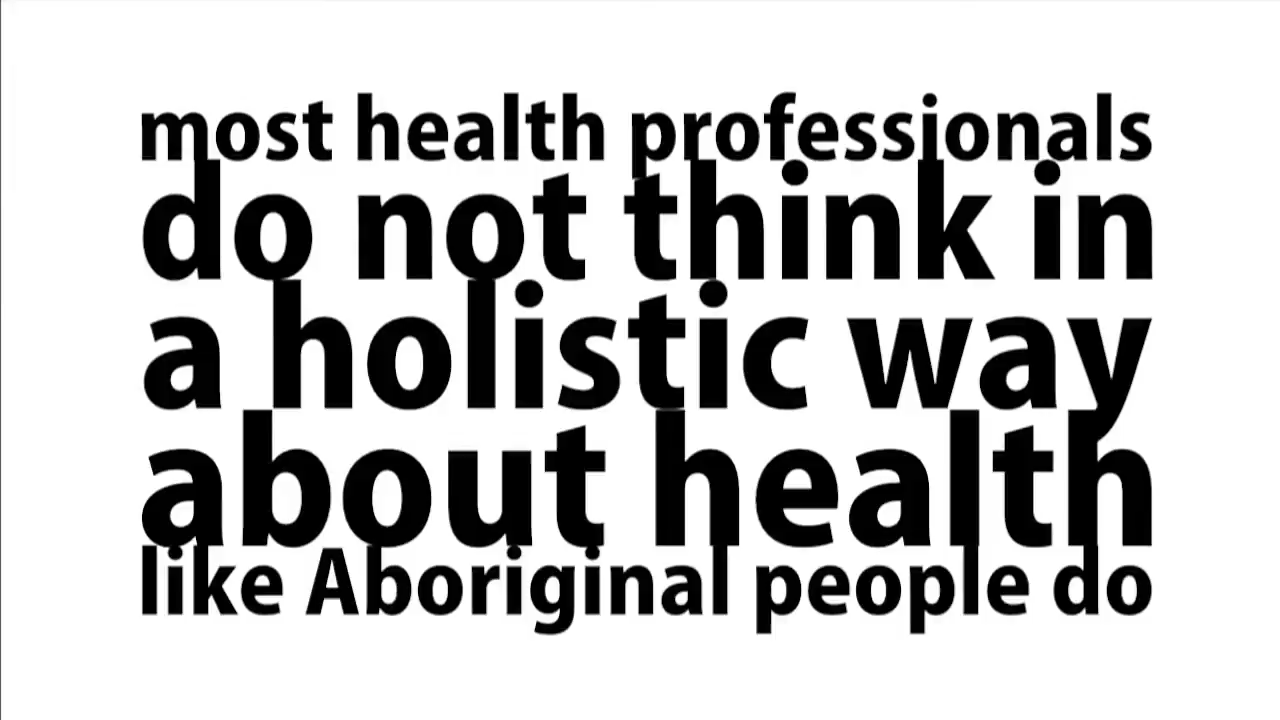 most health professionals
do not think in
a holistic way
about health
like Aboriginal people do